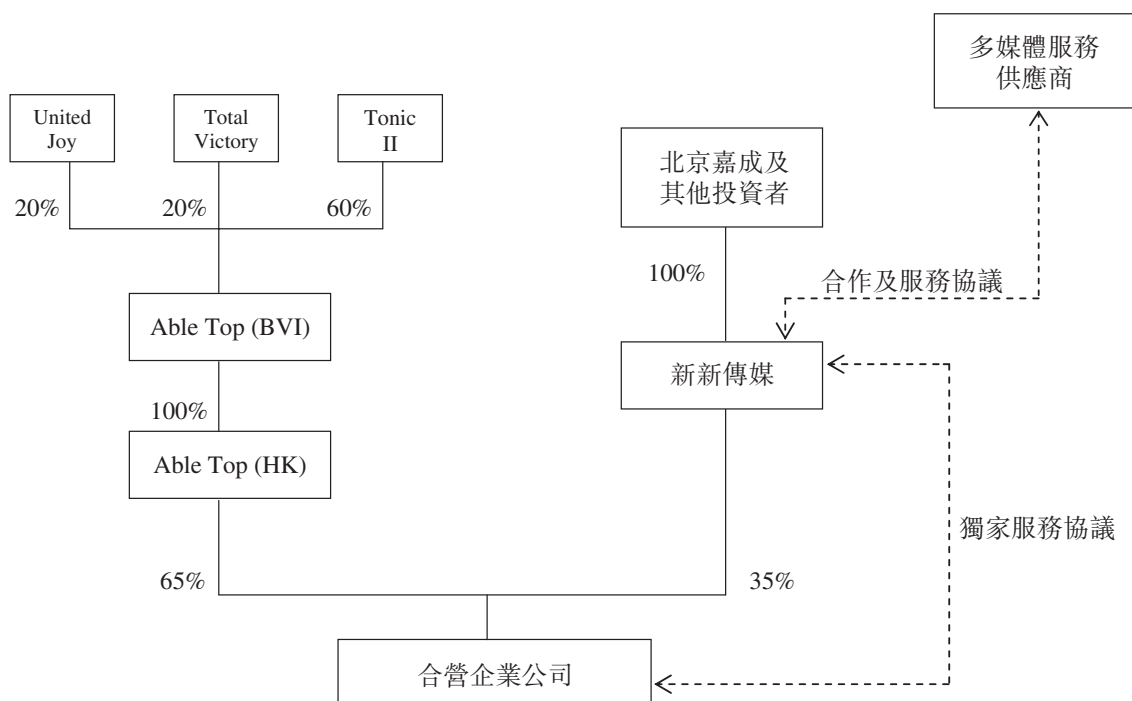 多媒體服務
供應商
United
Joy
Total
Victory
Tonic
II
北京嘉成及
其他投資者
20%
20%
60%
100%
合作及服務協議
Able Top (BVI)
新新傳媒
100%
Able Top (HK)
獨家服務協議
65%
35%
合營企業公司